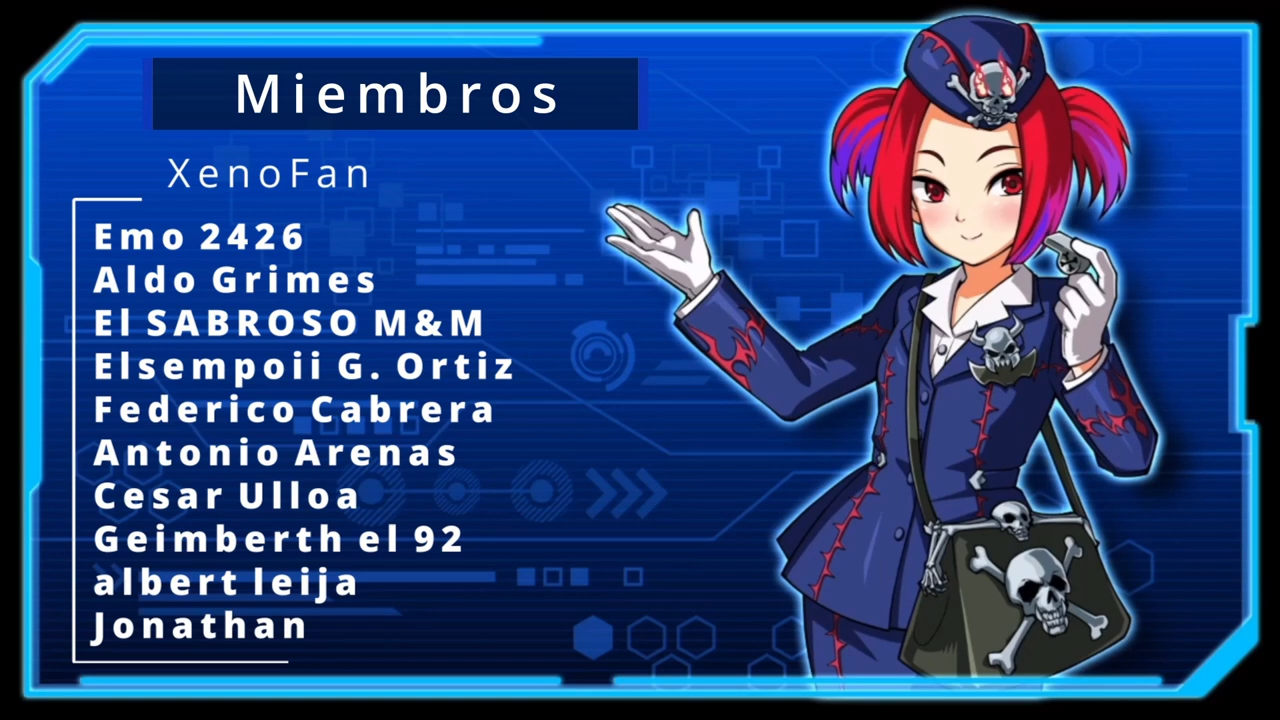 Miembros
XenoFan
Emo 2426
Aldo Grimes
El SABROSO M&M
Elsempoii G. Ortiz
Federico Cabrera
Antonio Arenas
Cesar Ulloa
Geimberth el 92
albert leija
Jonathan